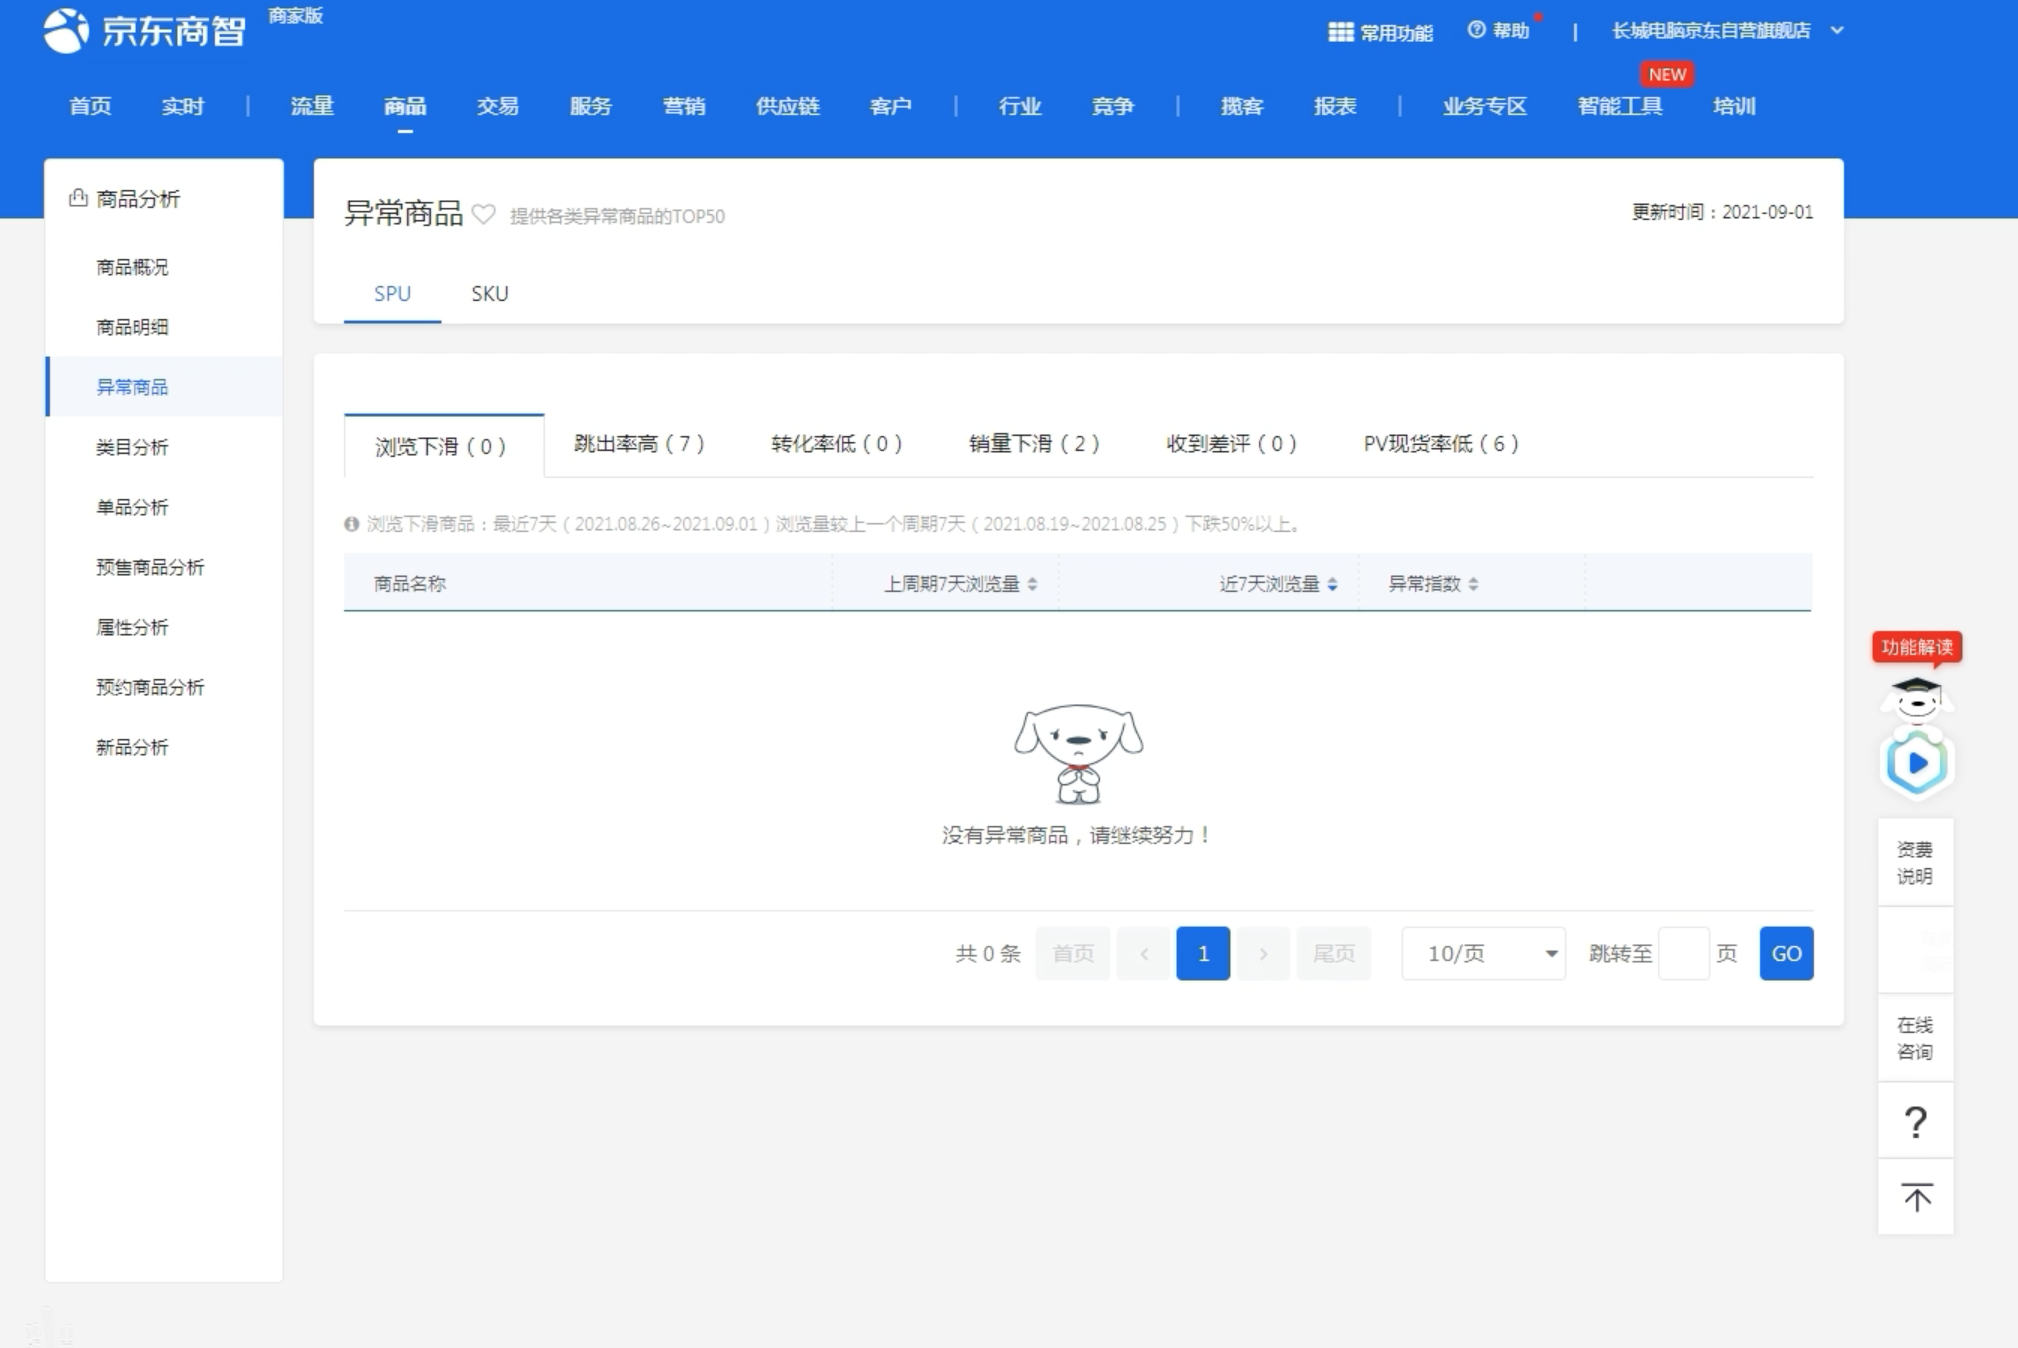 京东商智 商家版
常用功能 帮助 | 长城电脑京东自营旗舰店
NEW
首页 实时 | 流量 商品 交易 服务 营销 供应链 客户 | 行业 竞争 | 揽客 报表 | 业务专区 智能工具 培训
商品分析
商品概况
商品明细
异常商品
类目分析
单品分析
预售商品分析
属性分析
预约商品分析
新品分析
异常商品 提供各类异常商品的TOP50
更新时间：2021-09-01
SPU SKU
浏览下滑（0） 跳出率高（7） 转化率低（0） 销量下滑（2） 收到差评（0） PV现货率低（6）
浏览下滑商品：最近7天（2021.08.26~2021.09.01）浏览量较上一个周期7天（2021.08.19~2021.08.25）下跌50%以上。
商品名称 上周期7天浏览量 近7天浏览量 异常指数
没有异常商品，请继续努力！
共 0 条 首页 < 1 > 尾页 10/页 跳转至 页 GO
功能解读
资费
说明
在线
咨询
?